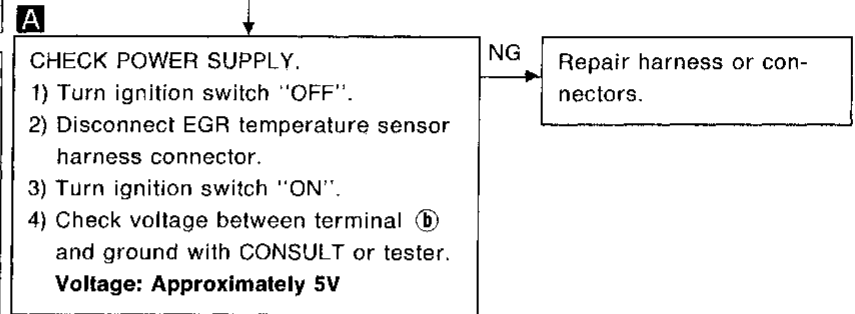 A
CHECK POWER SUPPLY.
1) Turn ignition switch "OFF".
2) Disconnect EGR temperature sensor
harness connector.
3) Turn ignition switch "ON".
4) Check voltage between terminal ⓑ
and ground with CONSULT or tester.
Voltage: Approximately 5V
NG
Repair harness or con-
nectors.